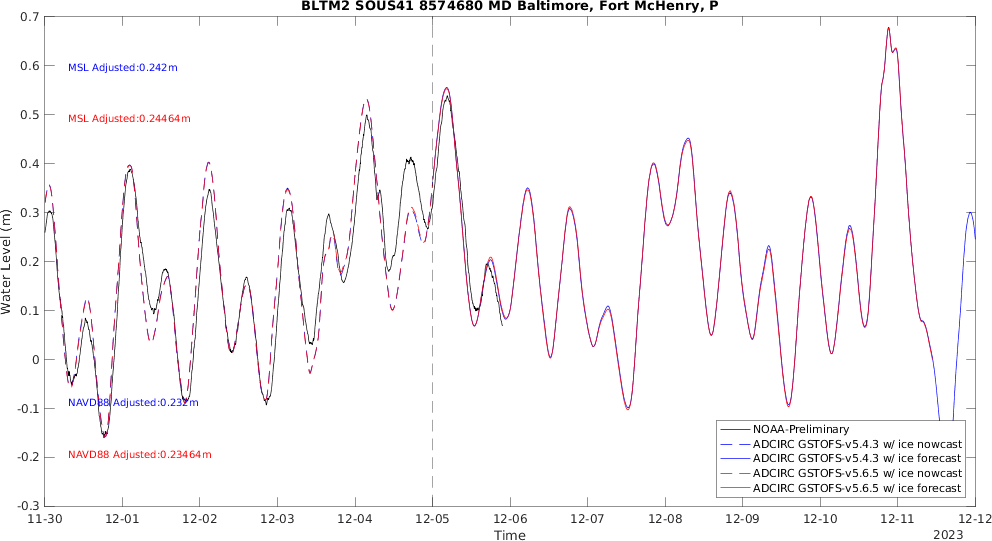 BLTM2 SOUS41 8574680 MD Baltimore, Fort McHenry, P
Water Level (m)
0.7
0.6
0.5
0.4
0.3
0.2
0.1
0
-0.1
-0.2
-0.3
MSL Adjusted:0.242m
MSL Adjusted:0.24464m
NAVD88 Adjusted:0.232m
NAVD88 Adjusted:0.23464m
NOAA-Preliminary
ADCIRC GSTOFS-v5.4.3 w/ ice nowcast
ADCIRC GSTOFS-v5.4.3 w/ ice forecast
ADCIRC GSTOFS-v5.6.5 w/ ice nowcast
ADCIRC GSTOFS-v5.6.5 w/ ice forecast
11-30 12-01 12-02 12-03 12-04 12-05 12-06 12-07 12-08 12-09 12-10 12-11 12-12
Time
2023